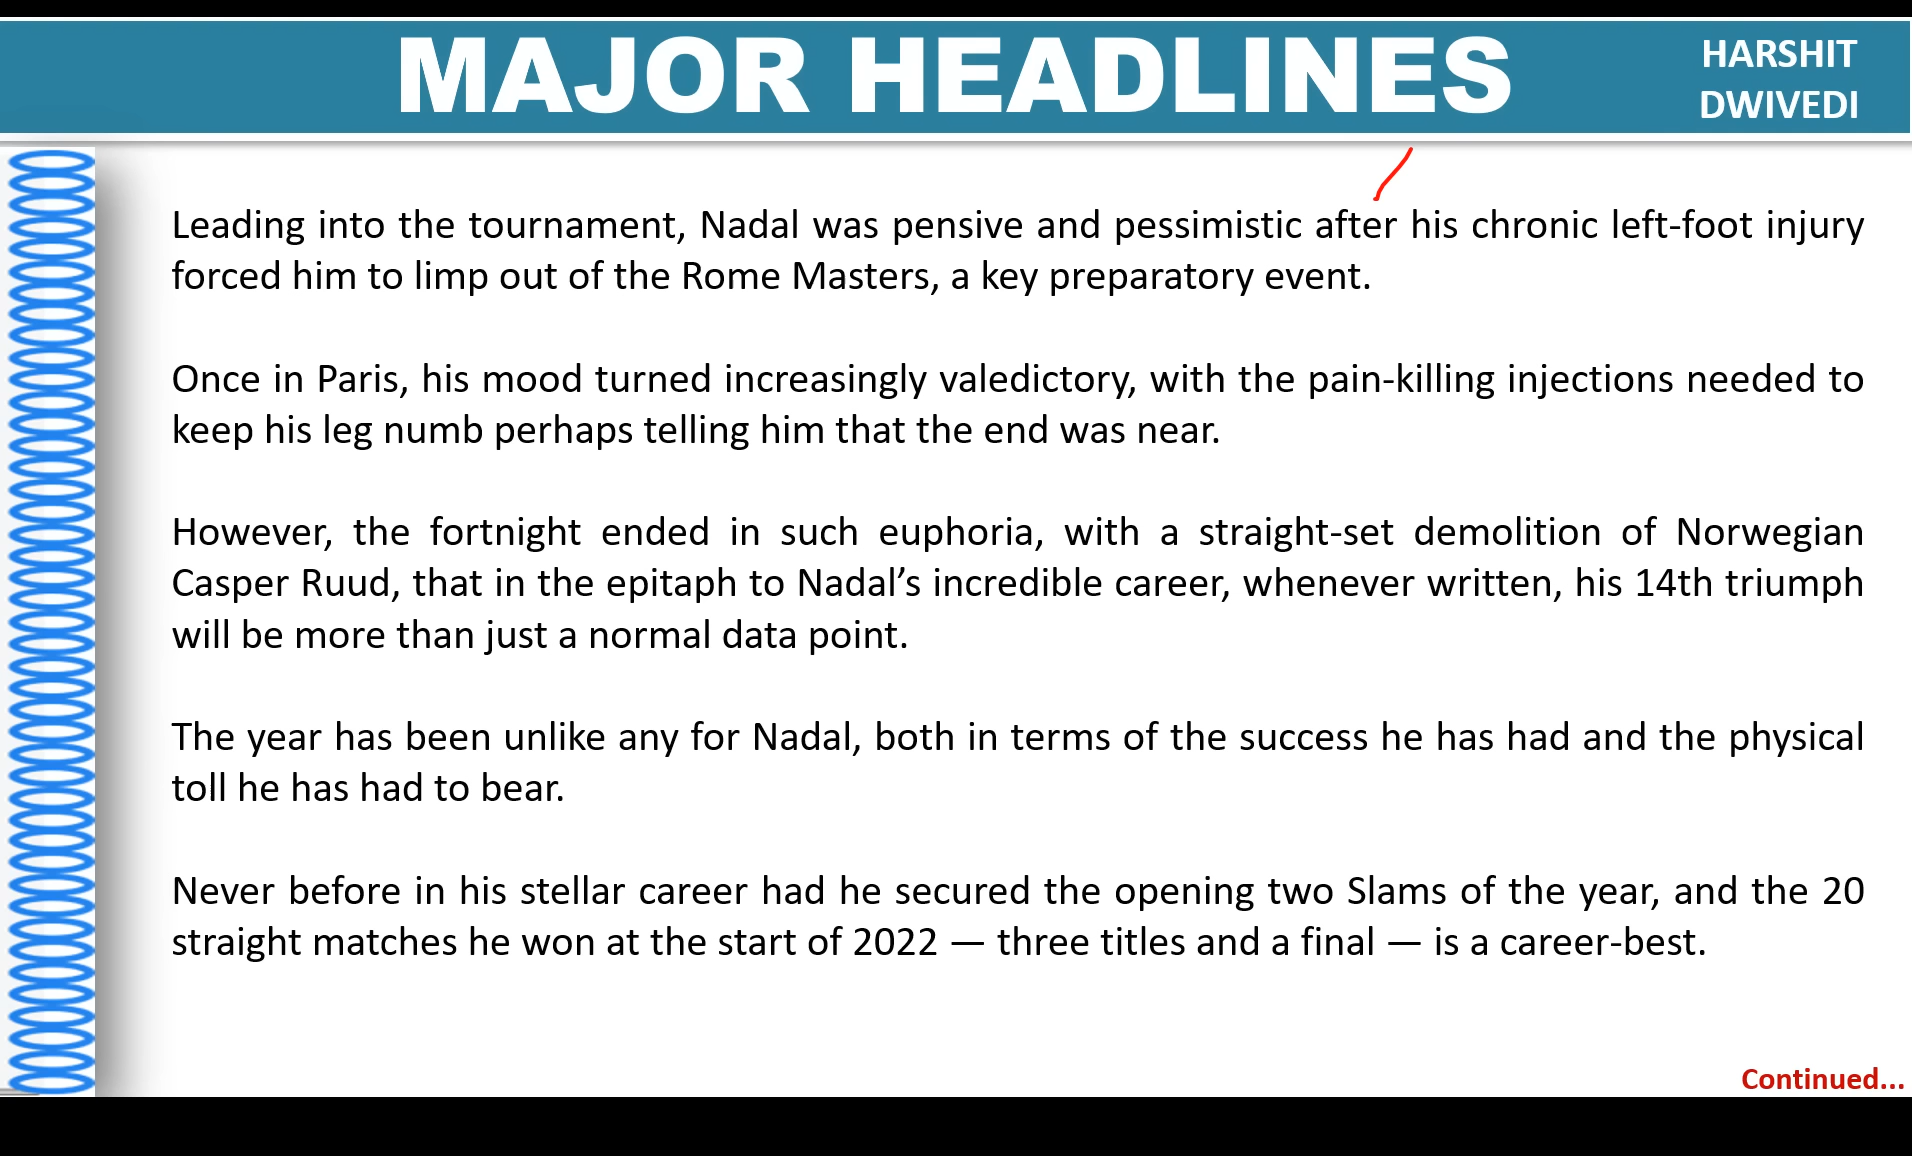 MAJOR HEADLINES
HARSHIT
DWIVEDI
Leading into the tournament, Nadal was pensive and pessimistic after his chronic left-foot injury
forced him to limp out of the Rome Masters, a key preparatory event.
Once in Paris, his mood turned increasingly valedictory, with the pain-killing injections needed to
keep his leg numb perhaps telling him that the end was near.
However, the fortnight ended in such euphoria, with a straight-set demolition of Norwegian
Casper Ruud, that in the epitaph to Nadal’s incredible career, whenever written, his 14th triumph
will be more than just a normal data point.
The year has been unlike any for Nadal, both in terms of the success he has had and the physical
toll he has had to bear.
Never before in his stellar career had he secured the opening two Slams of the year, and the 20
straight matches he won at the start of 2022 — three titles and a final — is a career-best.
Continued...